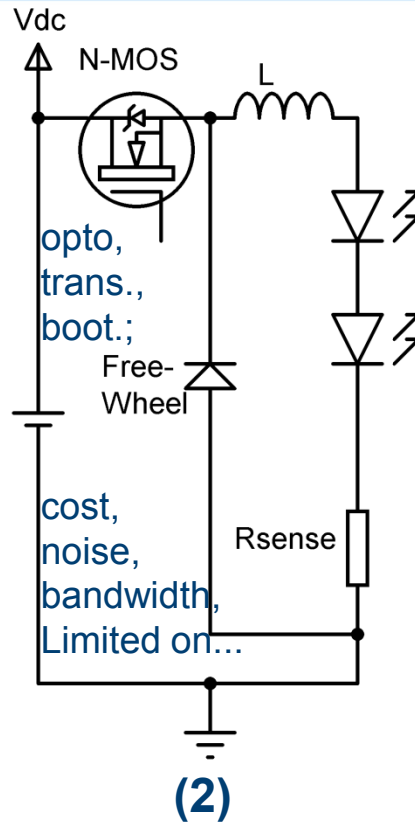 Vdc
N-MOS
L
opto,
trans.,
boot.;
Free-
Wheel
cost,
noise,
bandwidth,
Limited on...
Rsense
(2)